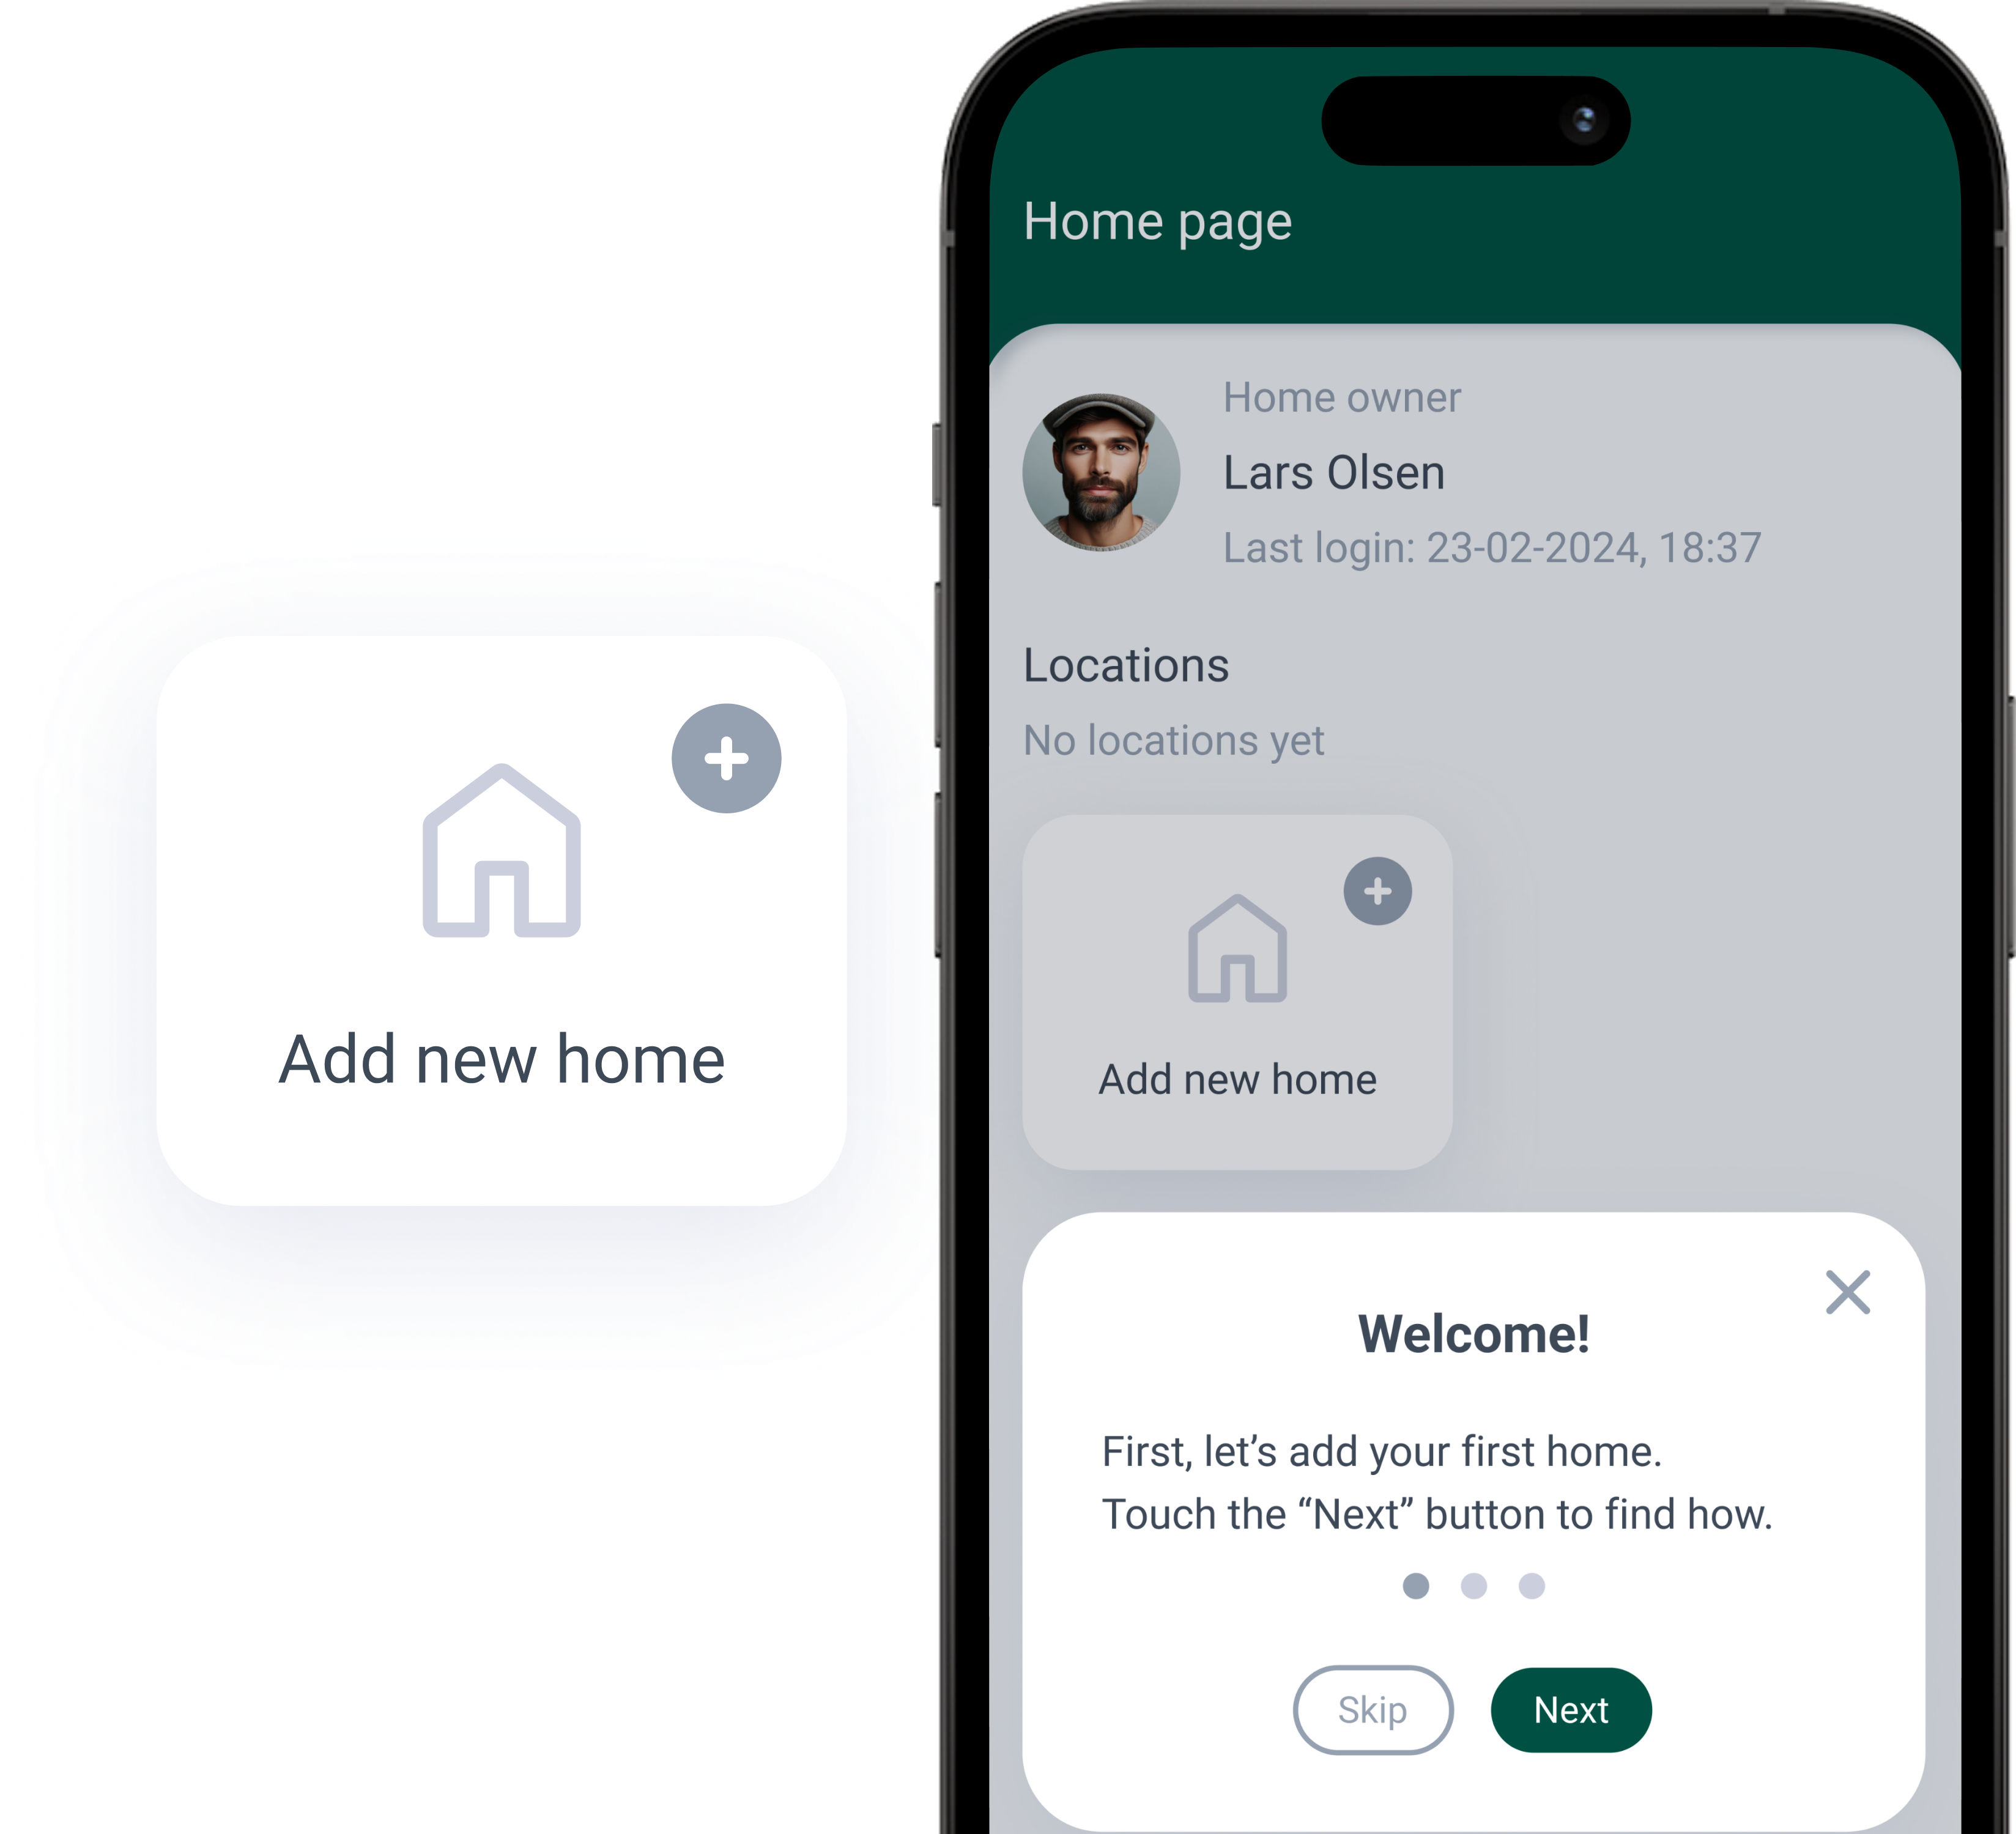 Add new home
Home page
Home owner
Lars Olsen
Last login: 23-02-2024, 18:37
Locations
No locations yet
Add new home
Welcome!
First, let’s add your first home.
Touch the “Next” button to find how.
Skip
Next